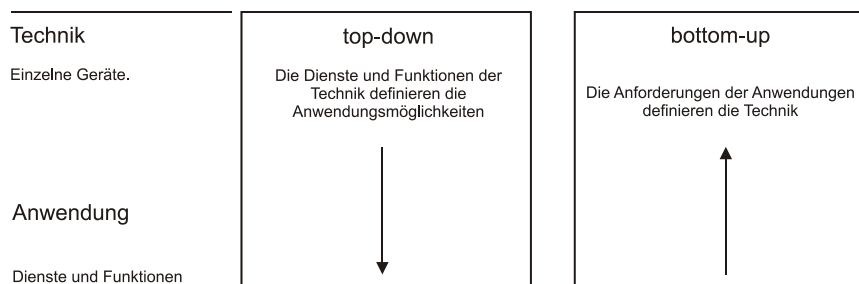 Technik
Einzelne Geräte.
Anwendung
Dienste und Funktionen
top-down
Die Dienste und Funktionen der
Technik definieren die
Anwendungsmöglichkeiten
bottom-up
Die Anforderungen der Anwendungen
definieren die Technik